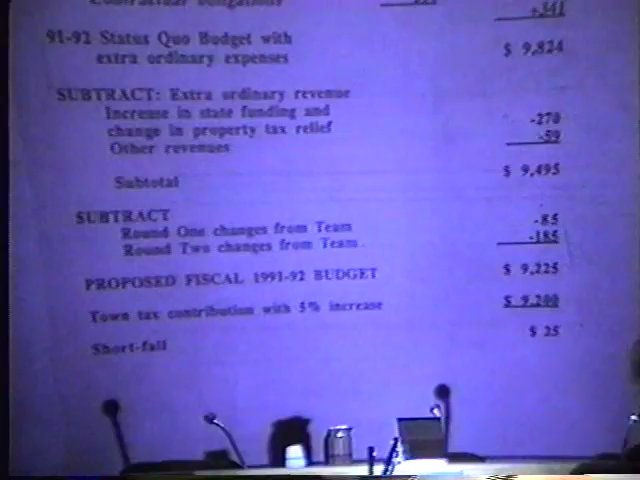 Contractual obligations +341
91-92 Status Quo Budget with
extra ordinary expenses $ 9,824
SUBTRACT: Extra ordinary revenue
Increase in state funding and
change in property tax relief -270
Other revenues -59
Subtotal $ 9,495
SUBTRACT
Round One changes from Team -85
Round Two changes from Team -185
PROPOSED FISCAL 1991-92 BUDGET $ 9,225
Town tax contribution with 5% increase $ 9,200
Short-fall $ 25